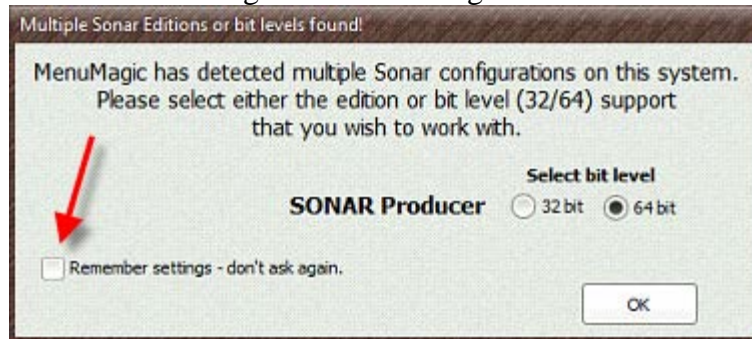 Multiple Sonar Editions or bit levels found!
MenuMagic has detected multiple Sonar configurations on this system.
Please select either the edition or bit level (32/64) support
that you wish to work with.
Select bit level
SONAR Producer 32 bit 64 bit
Remember settings - don't ask again.
OK